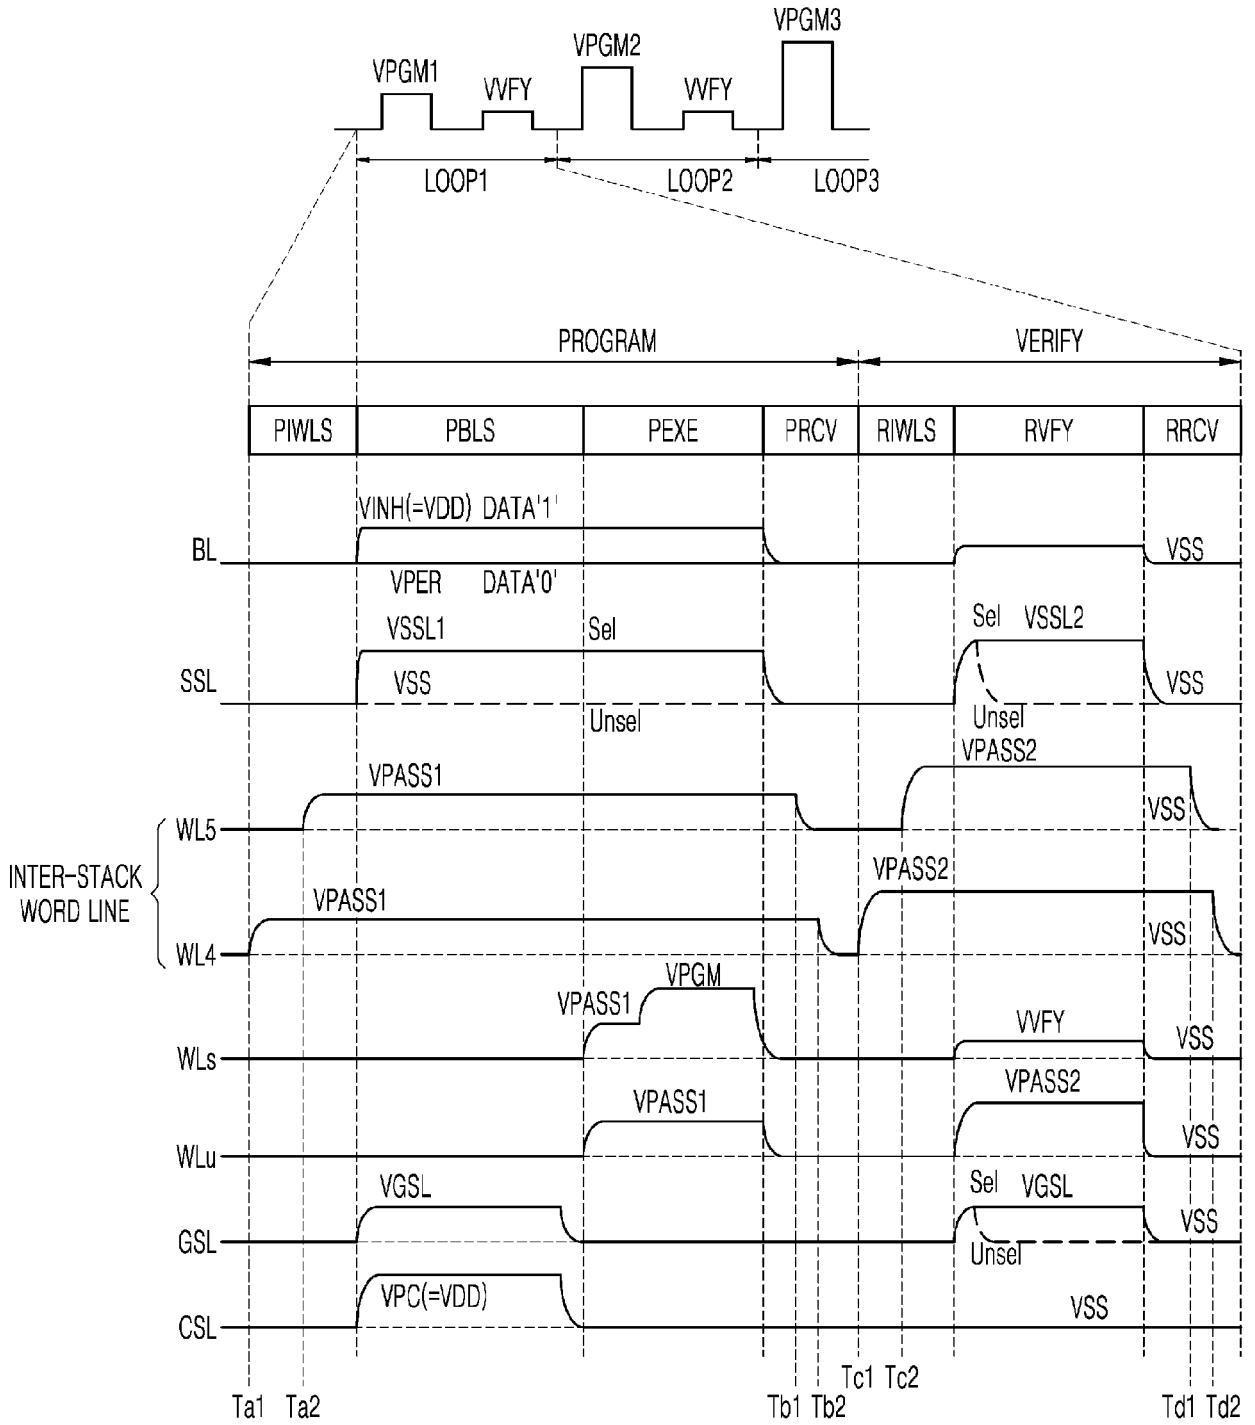 VPGM3
VPGM2
VPGM1
VVFY
VVFY
LOOP1
LOOP2
LOOP3
PROGRAM
VERIFY
PIWLS
PBLS
PEXE
PRCV
RIWLS
RVFY
RRCV
VINH(=VDD) DATA'1'
BL
VSS
VPER DATA'0'
VSSL1
Sel
Sel VSSL2
SSL
VSS
VSS
Unsel
Unsel
VPASS1
VPASS2
WL5
VSS
INTER-STACK
WORD LINE
VPASS1
VPASS2
WL4
VSS
VPGM
VPASS1
WLs
VVFY
VSS
VPASS1
VPASS2
WLu
VSS
VGSL
Sel VGSL
GSL
VSS
Unsel
VPC(=VDD)
CSL
VSS
Tc1 Tc2
Ta1 Ta2
Tb1 Tb2
Td1 Td2